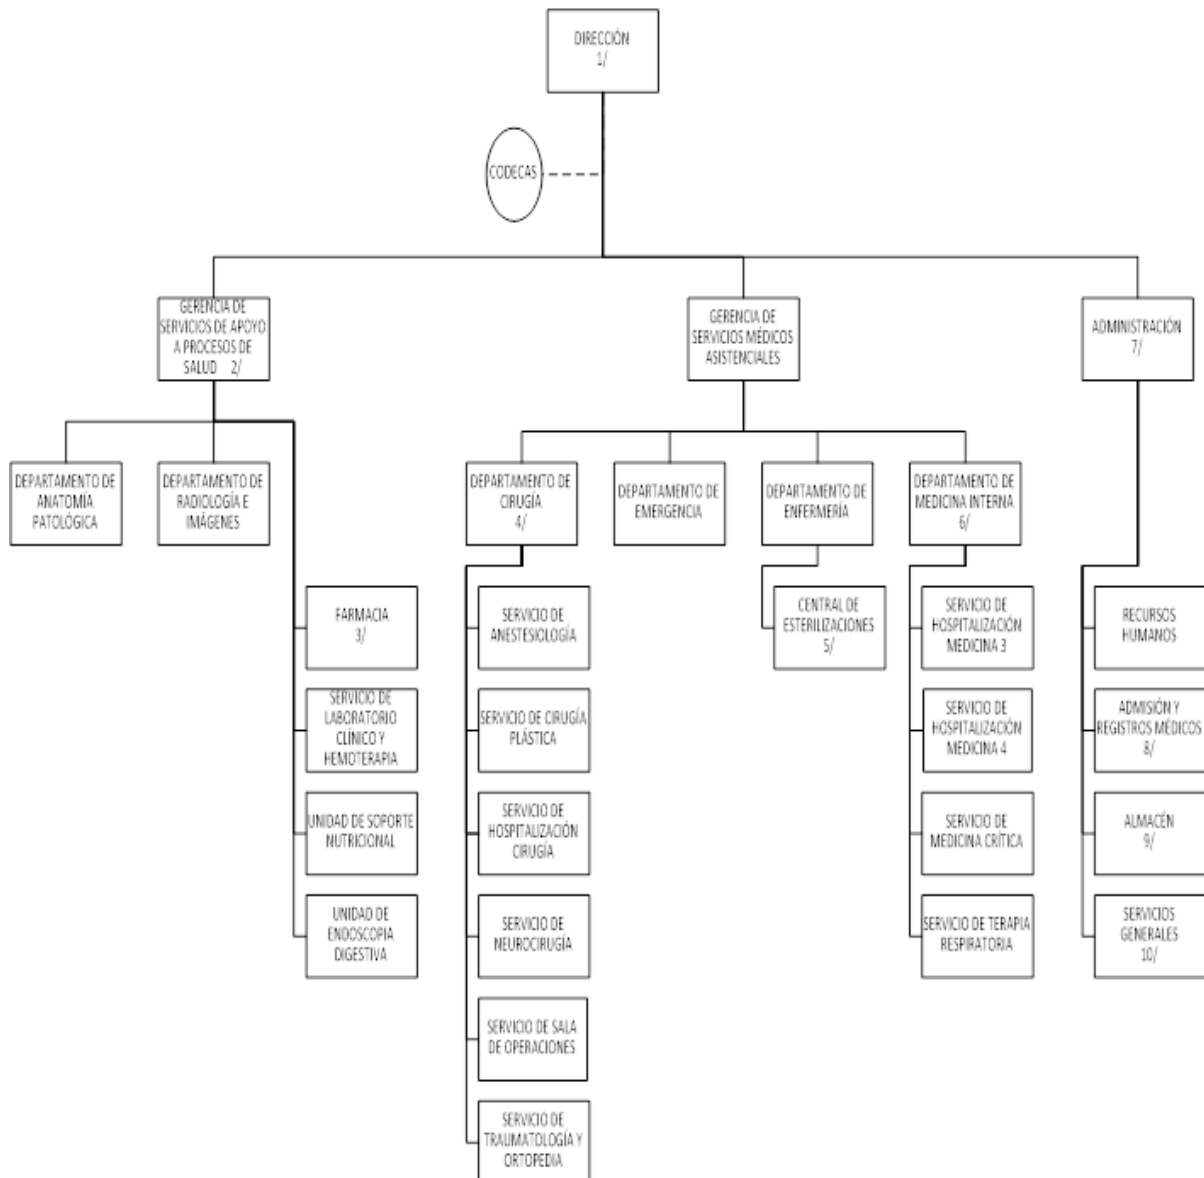 DIRECCIÓN
1/
CODECAS
GERENCIA DE
SERVICIOS DE APOYO
A PROCESOS DE
SALUD 2/
GERENCIA DE
SERVICIOS MÉDICOS
ASISTENCIALES
ADMINISTRACIÓN
7/
DEPARTAMENTO DE
ANATOMÍA
PATOLÓGICA
DEPARTAMENTO DE
RADIOLOGÍA E
IMÁGENES
DEPARTAMENTO DE
CIRUGÍA
4/
DEPARTAMENTO DE
EMERGENCIA
DEPARTAMENTO DE
ENFERMERÍA
DEPARTAMENTO DE
MEDICINA INTERNA
6/
FARMACIA
3/
SERVICIO DE
LABORATORIO
CLÍNICO Y
HEMOTERAPIA
UNIDAD DE SOPORTE
NUTRICIONAL
UNIDAD DE
ENDOSCOPIA
DIGESTIVA
SERVICIO DE
ANESTESIOLOGÍA
SERVICIO DE CIRUGÍA
PLÁSTICA
SERVICIO DE
HOSPITALIZACIÓN
CIRUGÍA
SERVICIO DE
NEUROCIRUGÍA
SERVICIO DE SALA
DE OPERACIONES
SERVICIO DE
TRAUMATOLOGÍA Y
ORTOPEDIA
CENTRAL DE
ESTERILIZACIONES
5/
SERVICIO DE
HOSPITALIZACIÓN
MEDICINA 3
SERVICIO DE
HOSPITALIZACIÓN
MEDICINA 4
SERVICIO DE
MEDICINA CRÍTICA
SERVICIO DE TERAPIA
RESPIRATORIA
RECURSOS
HUMANOS
ADMISIÓN Y
REGISTROS MÉDICOS
8/
ALMACÉN
9/
SERVICIOS
GENERALES
10/